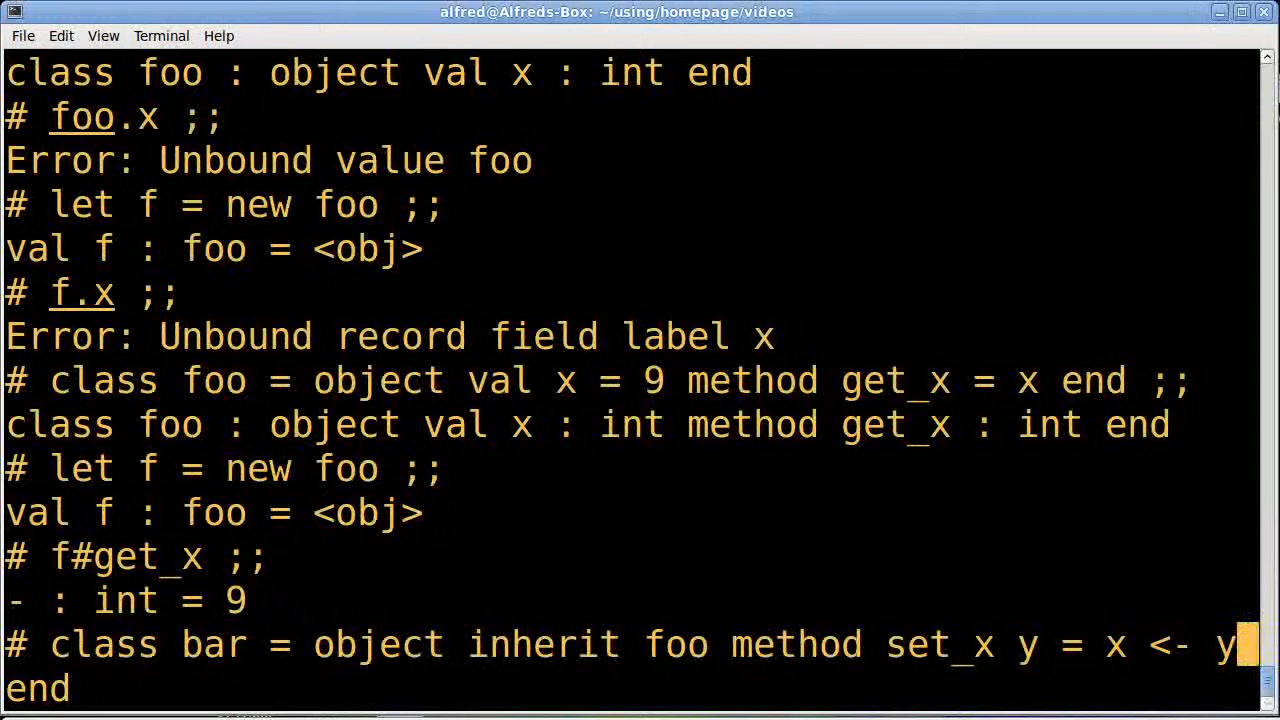 alfred@Alfreds-Box: ~/using/homepage/videos
File Edit View Terminal Help
class foo : object val x : int end
# foo.x ;;
Error: Unbound value foo
# let f = new foo ;;
val f : foo = <obj>
# f.x ;;
Error: Unbound record field label x
# class foo = object val x = 9 method get_x = x end ;;
class foo : object val x : int method get_x : int end
# let f = new foo ;;
val f : foo = <obj>
# f#get_x ;;
- : int = 9
# class bar = object inherit foo method set_x y = x <- y
end